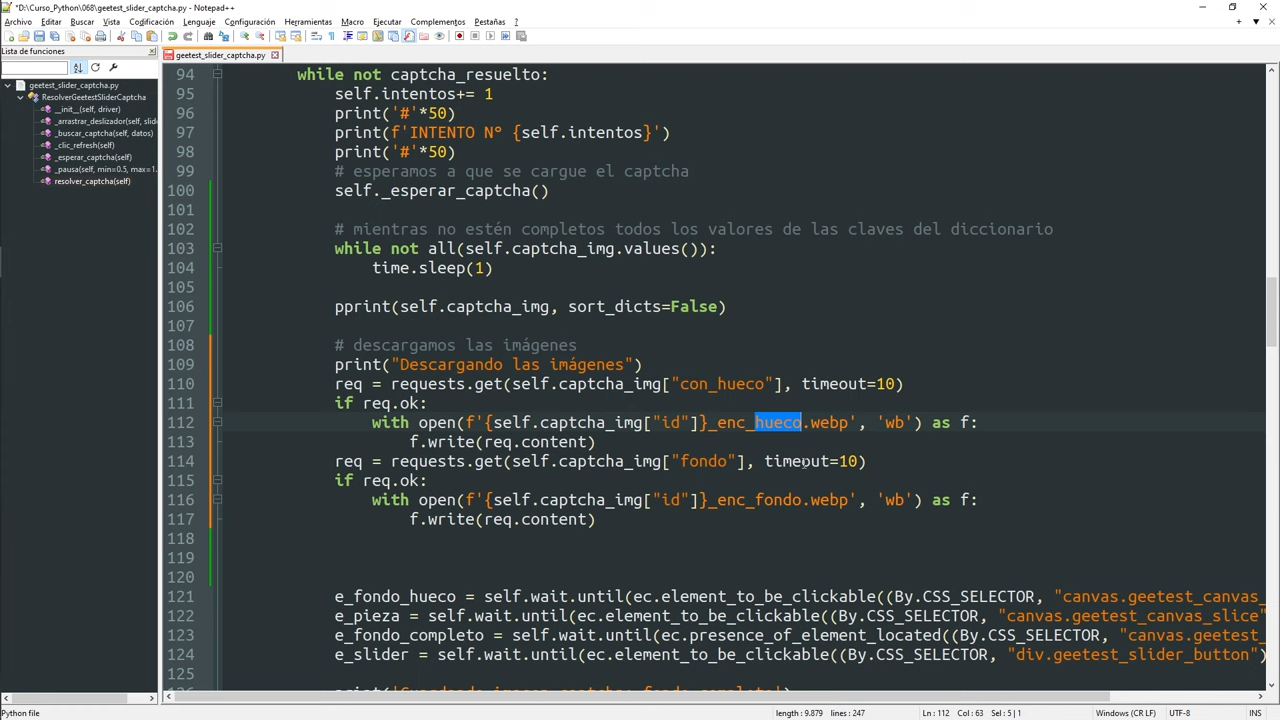 *D:\Curso_Python\068\geetest_slider_captcha.py - Notepad++
Archivo Editar Buscar Vista Codificación Lenguaje Configuración Herramientas Macro Ejecutar Complementos Pestañas ?
Lista de funciones
geetest_slider_captcha.py
geetest_slider_captcha.py
ResolverGeetestSliderCaptcha
__init__(self, driver)
_arrastrar_deslizador(self, slide
_buscar_captcha(self, datos)
_clic_refresh(self)
_esperar_captcha(self)
_pausa(self, min=0.5, max=1.
resolver_captcha(self)
94 while not captcha_resuelto:
95 self.intentos+= 1
96 print('#'*50)
97 print(f'INTENTO Nº {self.intentos}')
98 print('#'*50)
99 # esperamos a que se cargue el captcha
100 self._esperar_captcha()
101
102 # mientras no estén completos todos los valores de las claves del diccionario
103 while not all(self.captcha_img.values()):
104 time.sleep(1)
105
106 pprint(self.captcha_img, sort_dicts=False)
107
108 # descargamos las imágenes
109 print("Descargando las imágenes")
110 req = requests.get(self.captcha_img["con_hueco"], timeout=10)
111 if req.ok:
112 with open(f'{self.captcha_img["id"]}_enc_hueco.webp', 'wb') as f:
113 f.write(req.content)
114 req = requests.get(self.captcha_img["fondo"], timeout=10)
115 if req.ok:
116 with open(f'{self.captcha_img["id"]}_enc_fondo.webp', 'wb') as f:
117 f.write(req.content)
118
119
120
121 e_fondo_hueco = self.wait.until(ec.element_to_be_clickable((By.CSS_SELECTOR, "canvas.geetest_canvas_
122 e_pieza = self.wait.until(ec.element_to_be_clickable((By.CSS_SELECTOR, "canvas.geetest_canvas_slice"
123 e_fondo_completo = self.wait.until(ec.presence_of_element_located((By.CSS_SELECTOR, "canvas.geetest_
124 e_slider = self.wait.until(ec.element_to_be_clickable((By.CSS_SELECTOR, "div.geetest_slider_button")
125
Python file length : 9.879 lines : 247 Ln : 112 Col : 63 Sel : 5 | 1 Windows (CR LF) UTF-8 INS